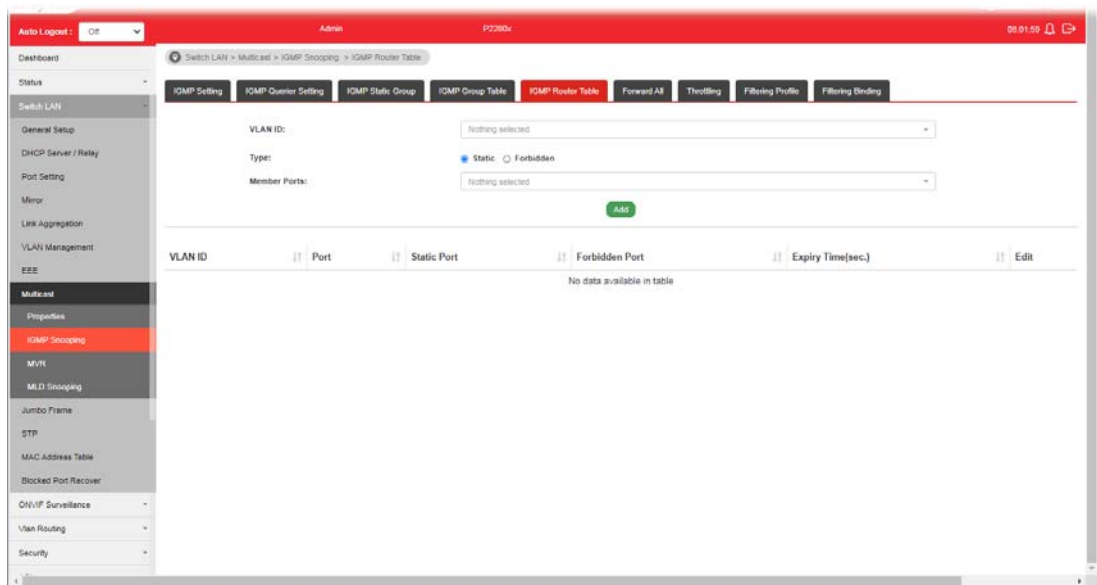 Auto Logout : Off Admin P2280x 00:01:59
Dashboard
Status
Switch LAN
General Setup
DHCP Server / Relay
Port Setting
Mirror
Link Aggregation
VLAN Management
EEE
Multicast
Properties
IGMP Snooping
MVR
MLD Snooping
Jumbo Frame
STP
MAC Address Table
Blocked Port Recover
ONVIF Surveillance
Vlan Routing
Security
Switch LAN > Multicast > IGMP Snooping > IGMP Router Table
IGMP Setting IGMP Querier Setting IGMP Static Group IGMP Group Table IGMP Router Table Forward All Throttling Filtering Profile Filtering Binding
VLAN ID: Nothing selected
Type: Static Forbidden
Member Ports: Nothing selected
Add
VLAN ID Port Static Port Forbidden Port Expiry Time(sec.) Edit
No data available in table